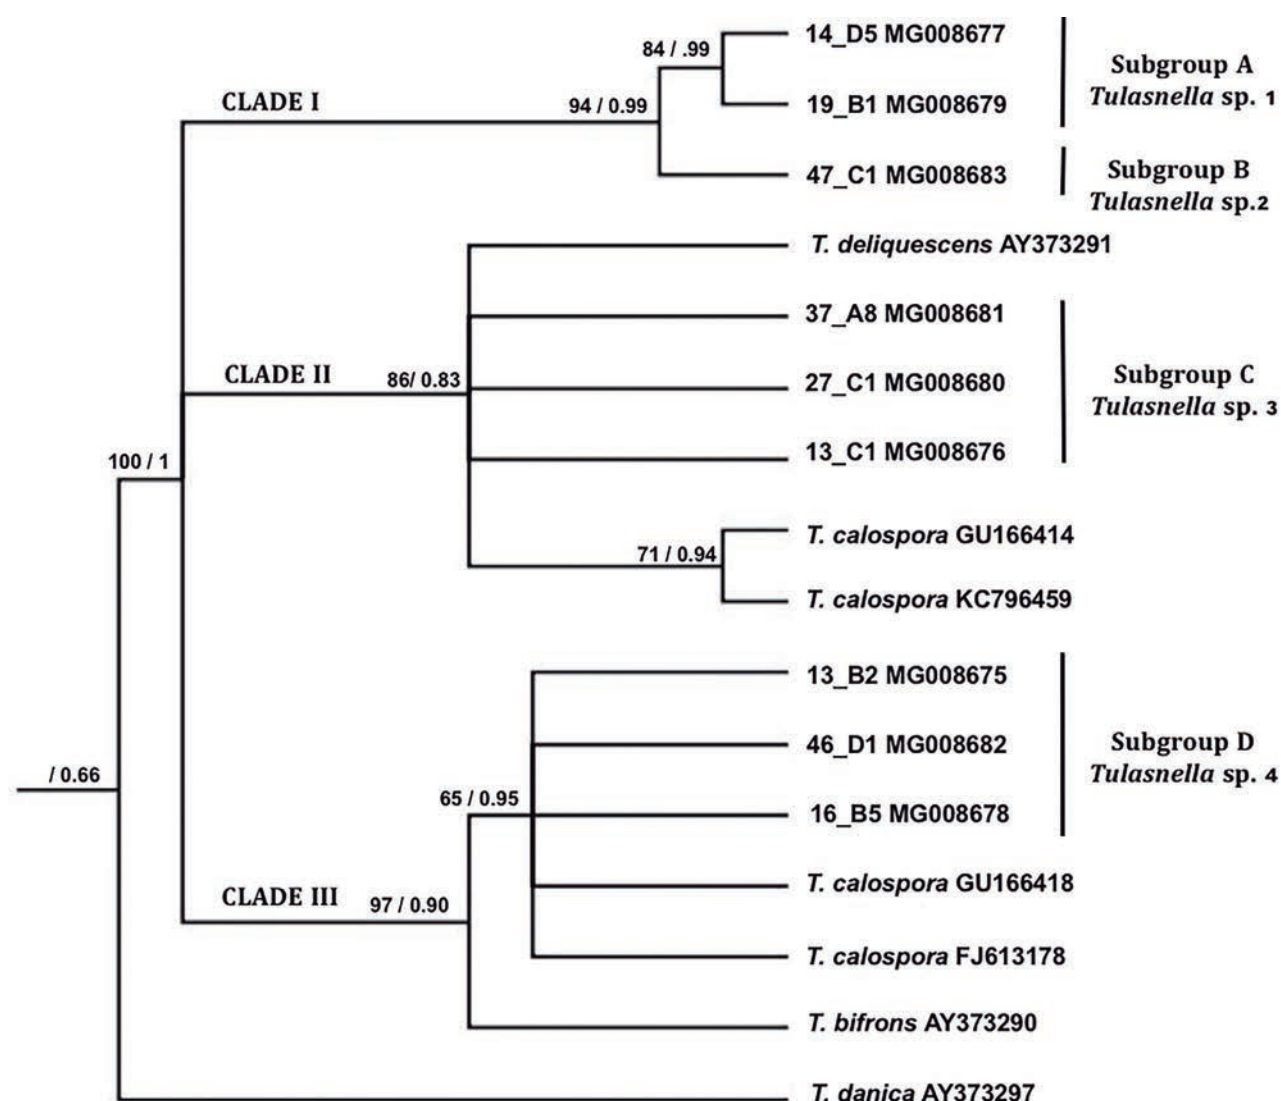 84 / .99
14_D5 MG008677
Subgroup A
Tulasnella sp. 1
CLADE I
94 / 0.99
19_B1 MG008679
47_C1 MG008683
Subgroup B
Tulasnella sp.2
T. deliquescens AY373291
37_A8 MG008681
CLADE II
86/ 0.83
27_C1 MG008680
Subgroup C
Tulasnella sp. 3
13_C1 MG008676
100 / 1
T. calospora GU166414
71 / 0.94
T. calospora KC796459
13_B2 MG008675
46_D1 MG008682
Subgroup D
Tulasnella sp. 4
/ 0.66
65 / 0.95
16_B5 MG008678
T. calospora GU166418
CLADE III
97 / 0.90
T. calospora FJ613178
T. bifrons AY373290
T. danica AY373297